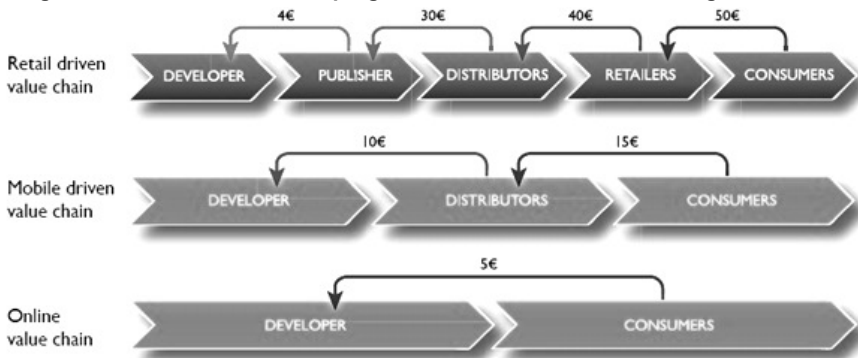 4€ 30€ 40€ 50€
Retail driven
value chain
DEVELOPER PUBLISHER DISTRIBUTORS RETAILERS CONSUMERS
10€ 15€
Mobile driven
value chain
DEVELOPER DISTRIBUTORS CONSUMERS
5€
Online
value chain
DEVELOPER CONSUMERS